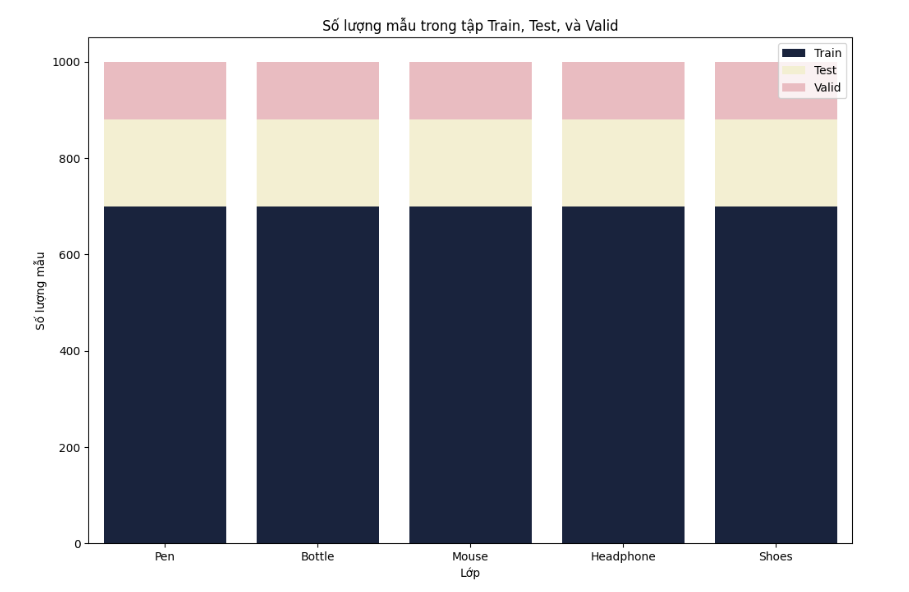 Số lượng mẫu trong tập Train, Test, và Valid
Train
Test
Valid
1000
800
600
400
200
0
Số lượng mẫu
Pen
Bottle
Mouse
Headphone
Shoes
Lớp